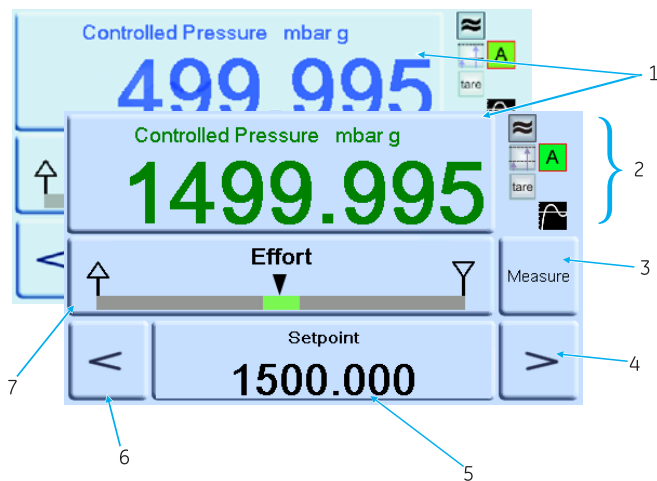 Controlled Pressure mbar g
499.995
A
tare
1
Controlled Pressure mbar g
1499.995
A
tare
2
Effort
Measure
3
<
Setpoint
1500.000
>
4
<
7
6
5